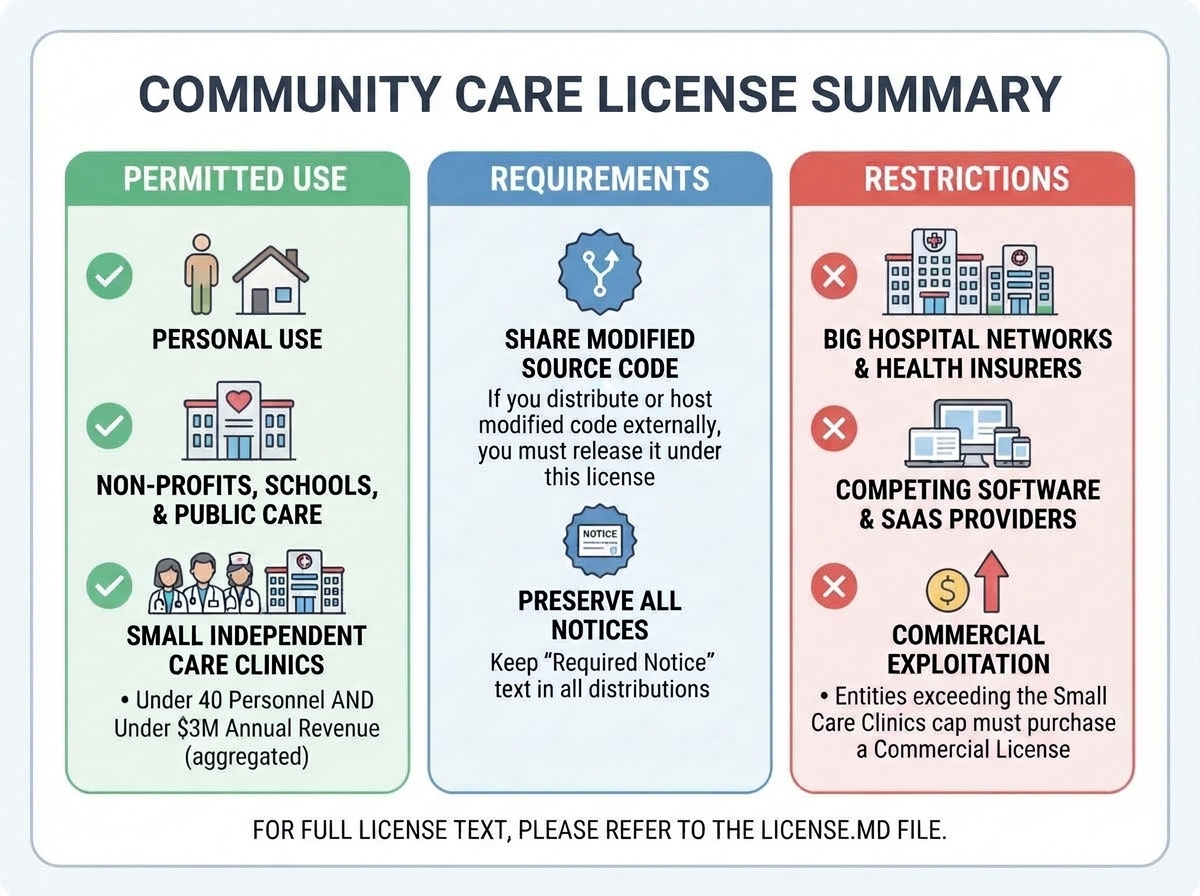 COMMUNITY CARE LICENSE SUMMARY
PERMITTED USE
PERSONAL USE
NON-PROFITS, SCHOOLS,
& PUBLIC CARE
SMALL INDEPENDENT
CARE CLINICS
• Under 40 Personnel AND
Under $3M Annual Revenue
(aggregated)
REQUIREMENTS
SHARE MODIFIED
SOURCE CODE
If you distribute or host
modified code externally,
you must release it under
this license
NOTICE
PRESERVE ALL
NOTICES
Keep “Required Notice”
text in all distributions
RESTRICTIONS
BIG HOSPITAL NETWORKS
& HEALTH INSURERS
COMPETING SOFTWARE
& SAAS PROVIDERS
$
COMMERCIAL
EXPLOITATION
• Entities exceeding the Small
Care Clinics cap must purchase
a Commercial License
FOR FULL LICENSE TEXT, PLEASE REFER TO THE LICENSE.MD FILE.